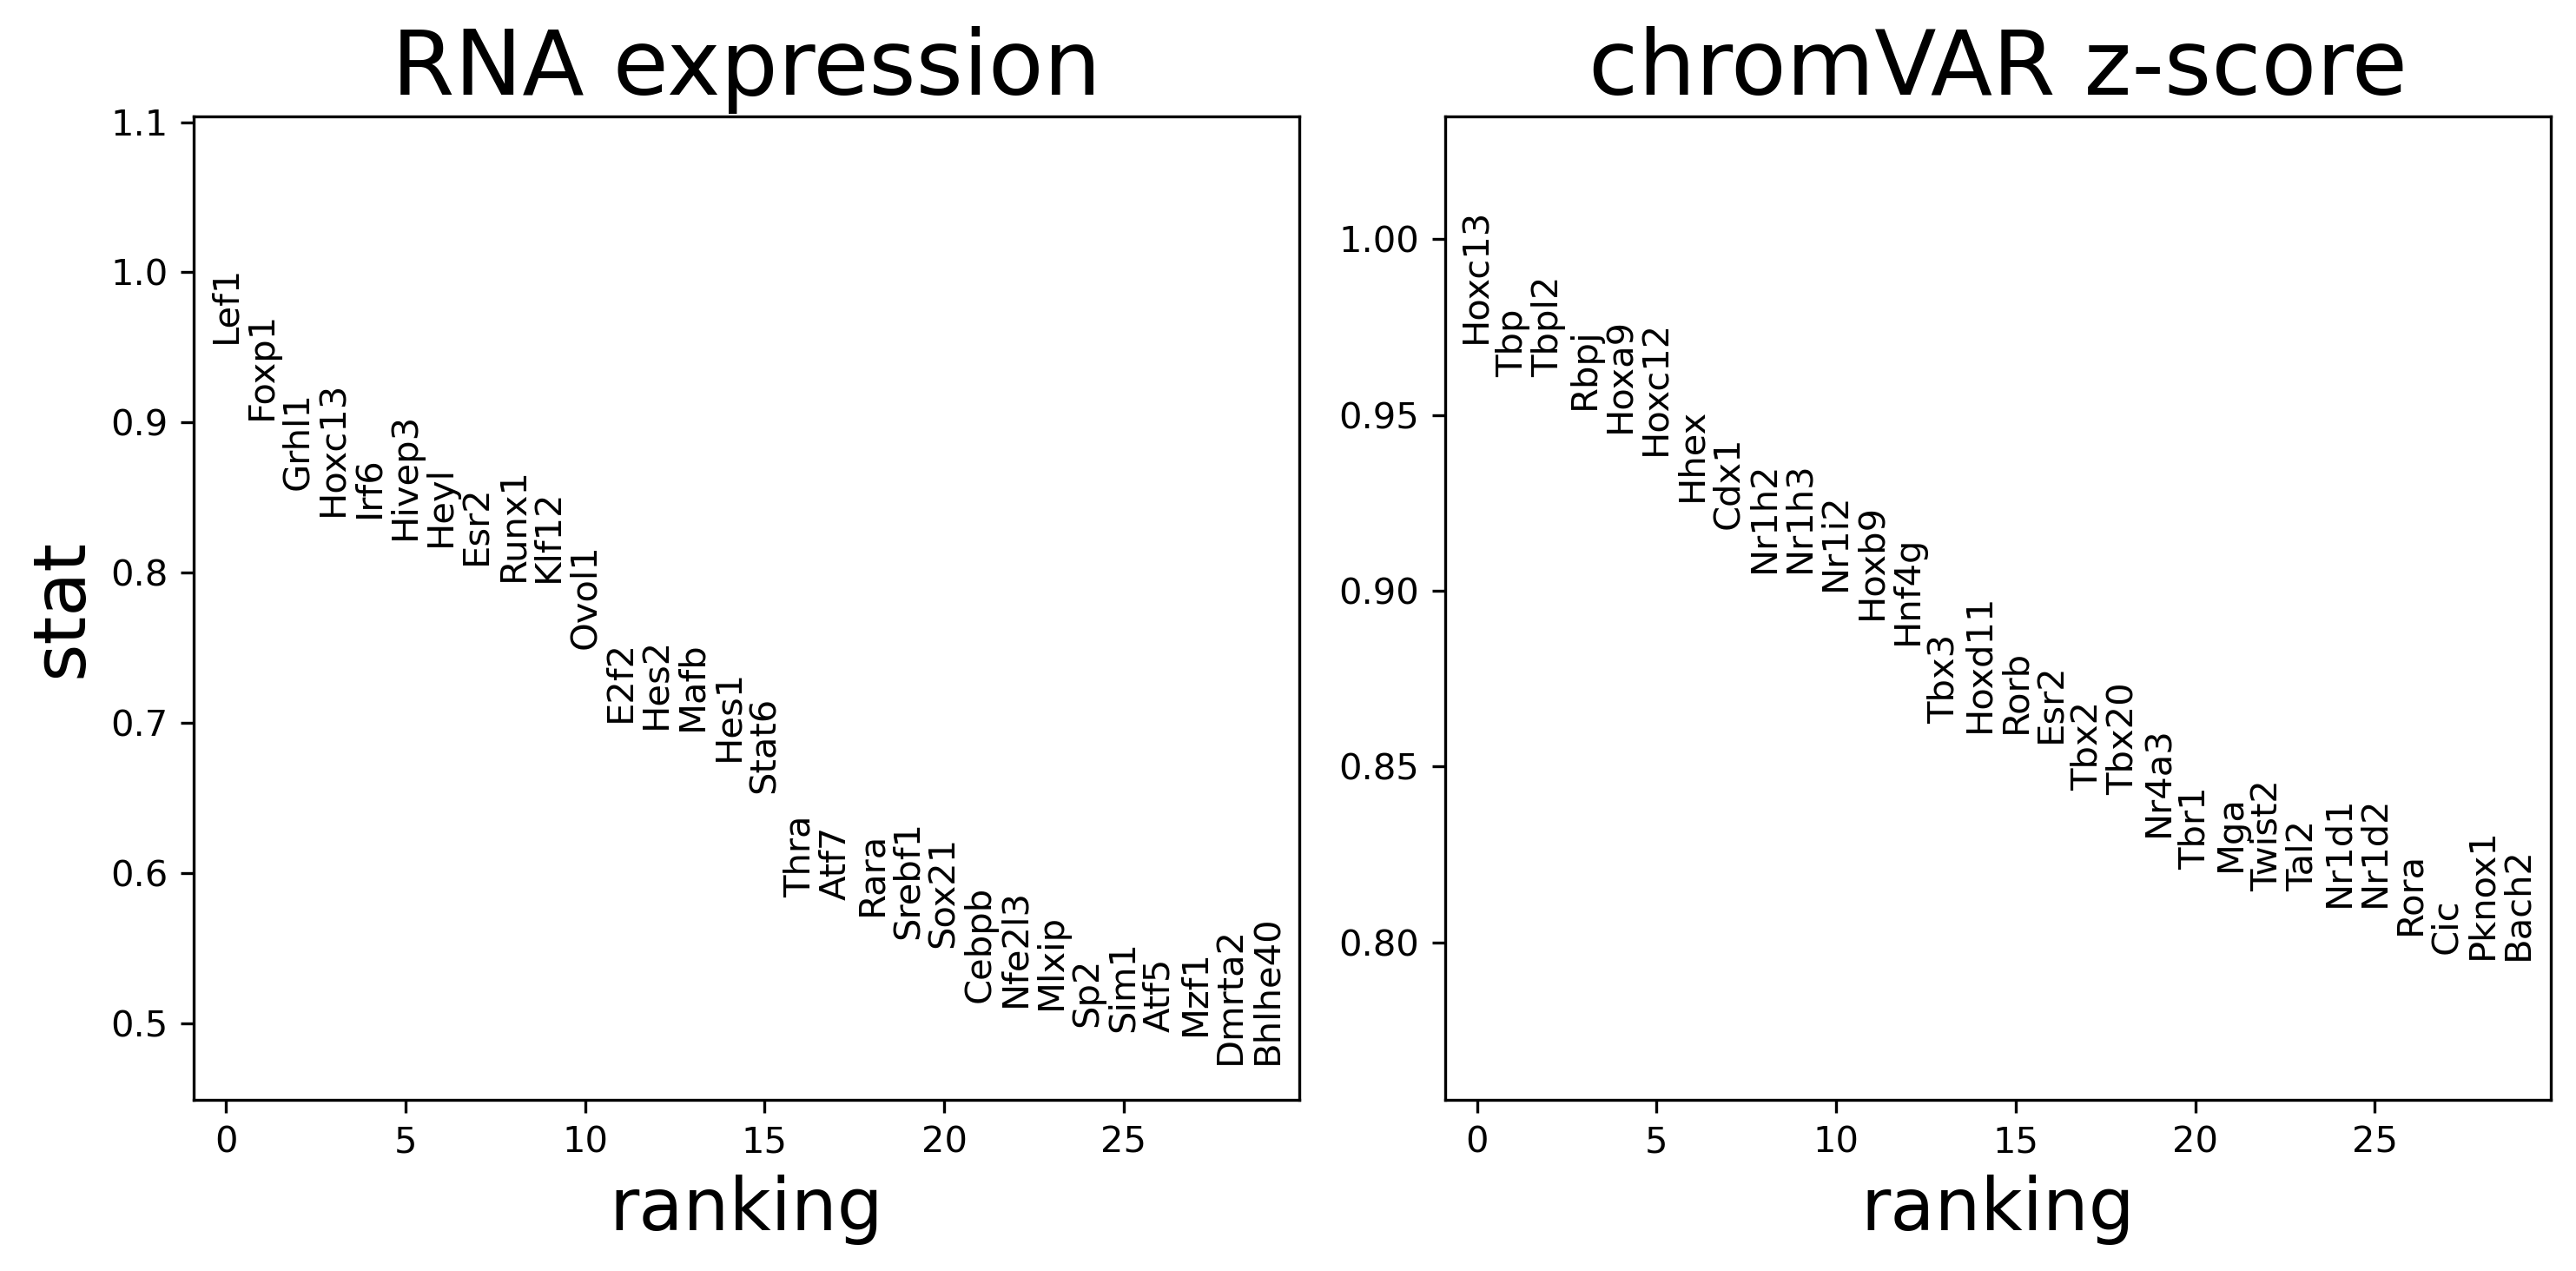 RNA expression
stat
1.1
1.0
0.9
0.8
0.7
0.6
0.5
Lef1
Foxp1
Grhl1
Hoxc13
Irf6
Hivep3
Heyl
Esr2
Runx1
Klf12
Ovol1
E2f2
Hes2
Mafb
Hes1
Stat6
Thra
Atf7
Rara
Srebf1
Sox21
Cebpb
Nfe2l3
Mlxip
Sp2
Sim1
Atf5
Mzf1
Dmrta2
Bhlhe40
0 5 10 15 20 25
ranking
chromVAR z-score
1.00
0.95
0.90
0.85
0.80
Hoxc13
Tbp
Tbpl2
Rbpj
Hoxa9
Hoxc12
Hhex
Cdx1
Nr1h2
Nr1h3
Nr1i2
Hoxb9
Hnf4g
Tbx3
Hoxd11
Rorb
Esr2
Tbx2
Tbx20
Nr4a3
Tbr1
Mga
Twist2
Tal2
Nr1d1
Nr1d2
Rora
Cic
Pknox1
Bach2
0 5 10 15 20 25
ranking